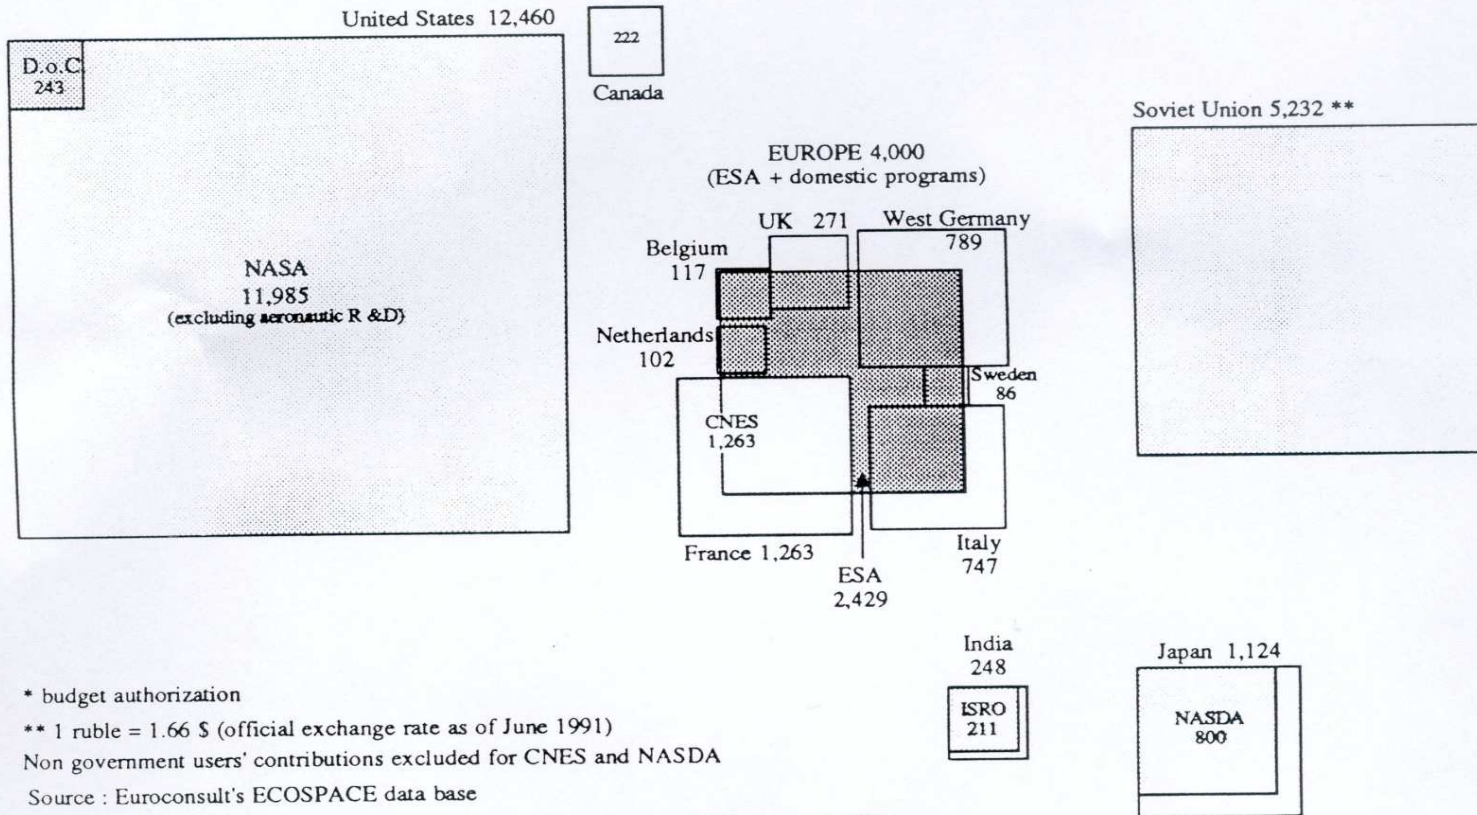 United States 12,460
D.o.C.
243
NASA
11,985
(excluding aeronautic R &D)
222
Canada
Soviet Union 5,232 **
EUROPE 4,000
(ESA + domestic programs)
UK 271
West Germany
789
Belgium
117
Netherlands
102
Sweden
86
CNES
1,263
France 1,263
ESA
2,429
Italy
747
India
248
ISRO
211
Japan 1,124
NASDA
800
* budget authorization
** 1 ruble = 1.66 $ (official exchange rate as of June 1991)
Non government users' contributions excluded for CNES and NASDA
Source : Euroconsult's ECOSPACE data base